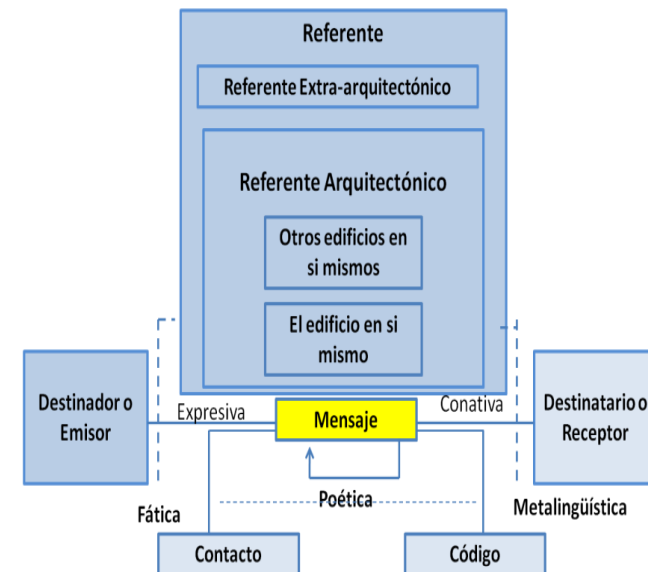 Referente
Referente Extra-arquitectónico
Referente Arquitectónico
Otros edificios en
si mismos
El edificio en si
mismo
Destinador o
Emisor
Expresiva
Mensaje
Conativa
Destinatario o
Receptor
Poética
Fática
Metalingüística
Contacto
Código